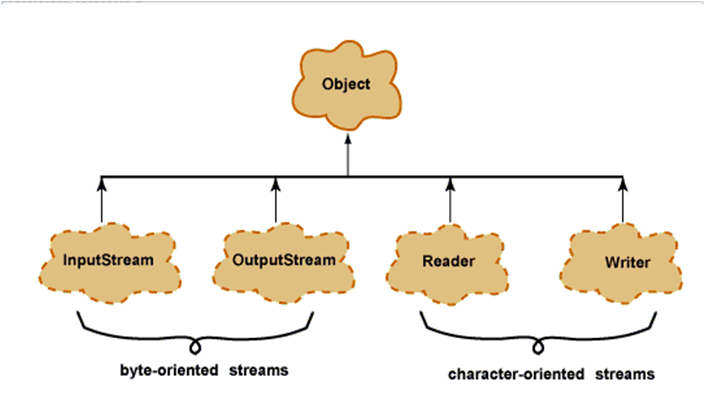 Object
InputStream
OutputStream
Reader
Writer
byte-oriented streams
character-oriented streams